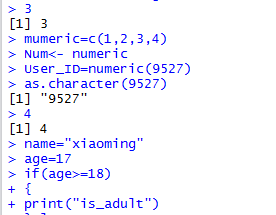 > 3
[1] 3
> mumeric=c(1,2,3,4)
> Num<- numeric
> User_ID=numeric(9527)
> as.character(9527)
[1] "9527"
> 4
[1] 4
> name="xiaoming"
> age=17
> if(age>=18)
+ {
+ print("is_adult")